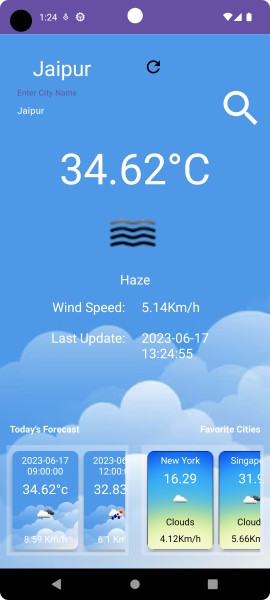 1:24
Jaipur
Enter City Name
Jaipur
34.62°C
Haze
Wind Speed: 5.14Km/h
Last Update: 2023-06-17
13:24:55
Today's Forecast
Favorite Cities
2023-06-17
09:00:00
34.62°c
8.59 Km/h
2023-06
12:00:
32.83
6.1 Km
New York
16.29
Clouds
4.12Km/h
Singap
31.9
Cloud
5.66Km